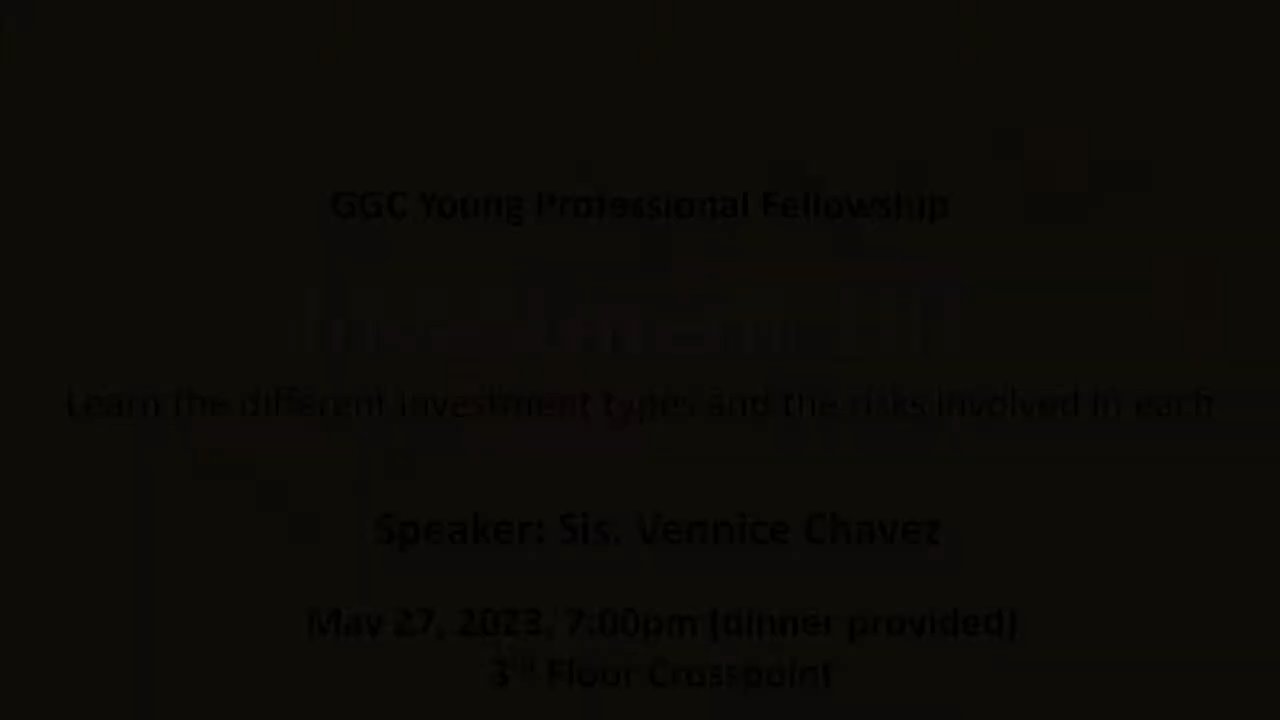 GGC Young Professional Fellowship
Learn the different investment types and the risks involved in each
Speaker: Sis. Vennice Chavez
May 27, 2023, 7:00pm (dinner provided)
3rd Floor Crosspoint